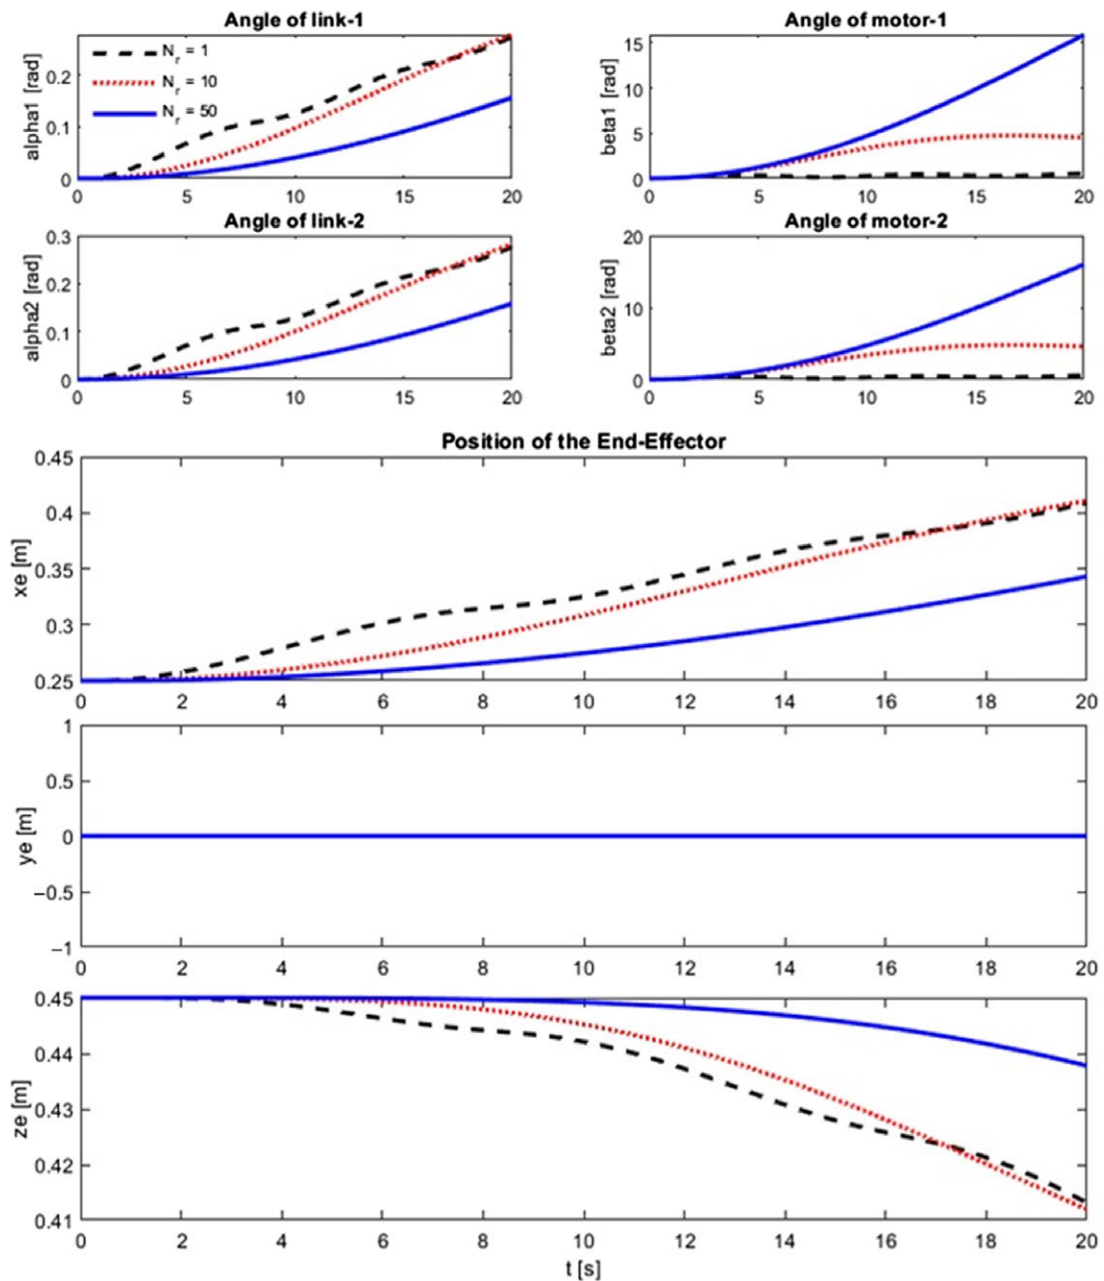 Angle of link-1
alpha1 [rad]
0.2
0.1
0
N_r = 1
N_r = 10
N_r = 50
0 5 10 15 20
Angle of motor-1
beta1 [rad]
15
10
5
0
0 5 10 15 20
Angle of link-2
alpha2 [rad]
0.3
0.2
0.1
0
0 5 10 15 20
Angle of motor-2
beta2 [rad]
20
10
0
0 5 10 15 20
Position of the End-Effector
xe [m]
0.45
0.4
0.35
0.3
0.25
0 2 4 6 8 10 12 14 16 18 20
ye [m]
1
0.5
0
−0.5
−1
0 2 4 6 8 10 12 14 16 18 20
ze [m]
0.45
0.44
0.43
0.42
0.41
0 2 4 6 8 10 12 14 16 18 20
t [s]